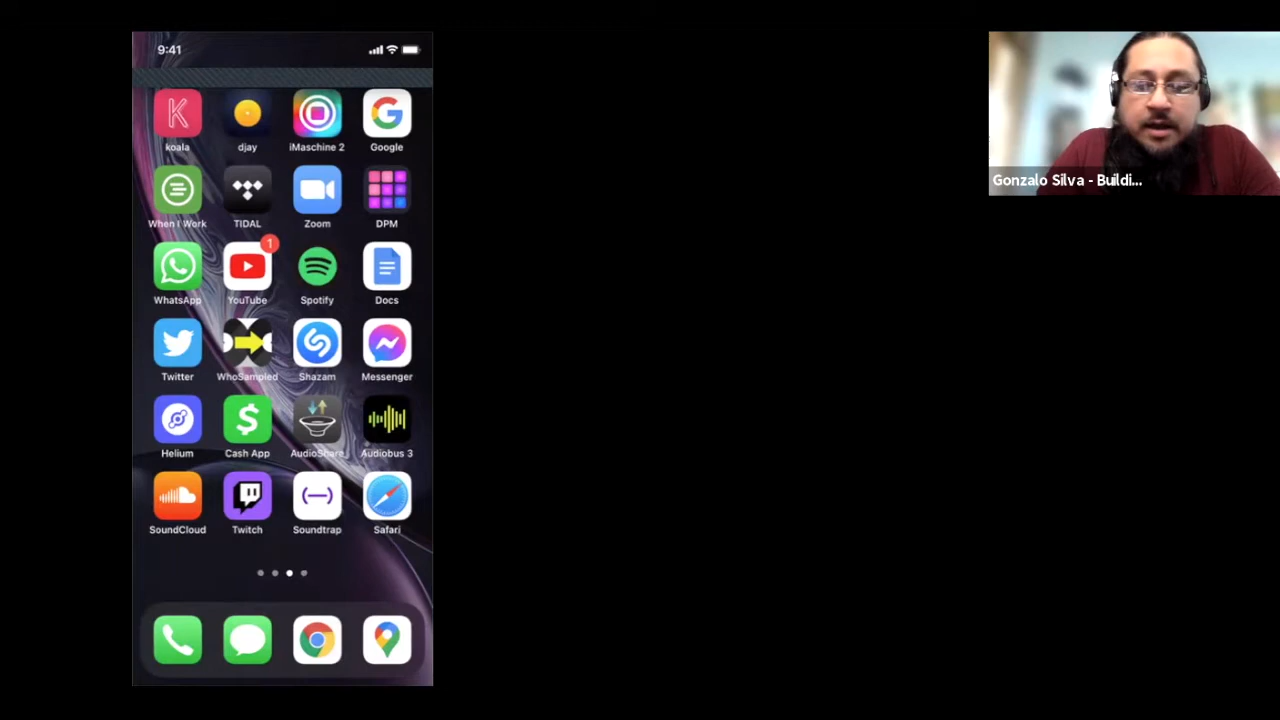 9:41
koala djay iMaschine 2 Google
When I Work TIDAL Zoom DPM
1
WhatsApp YouTube Spotify Docs
Twitter WhoSampled Shazam Messenger
Helium Cash App AudioShare Audiobus 3
SoundCloud Twitch Soundtrap Safari
Gonzalo Silva - Buildi...